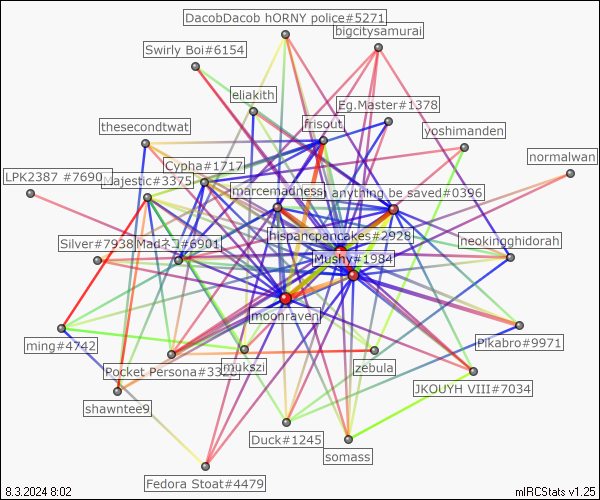 DacobDacob hORNY police#5271
bigcitysamurai
Swirly Boi#6154
eliakith
Eg.Master#1378
frisout
thesecondtwat
yoshimanden
normalwan
Cypha#1717
LPK2387 #7690
Majestic#3375
marcemadness
anything be saved#0396
hispancpancakes#2928
Silver#7938
Madネコ#6901
neokingghidorah
Mushy#1984
moonraven
ming#4742
Pikabro#9971
Pocket Persona#33
mukszi
zebula
JKOUYH VIII#7034
shawntee9
Duck#1245
somass
Fedora Stoat#4479
8.3.2024 8:02
mIRCStats v1.25